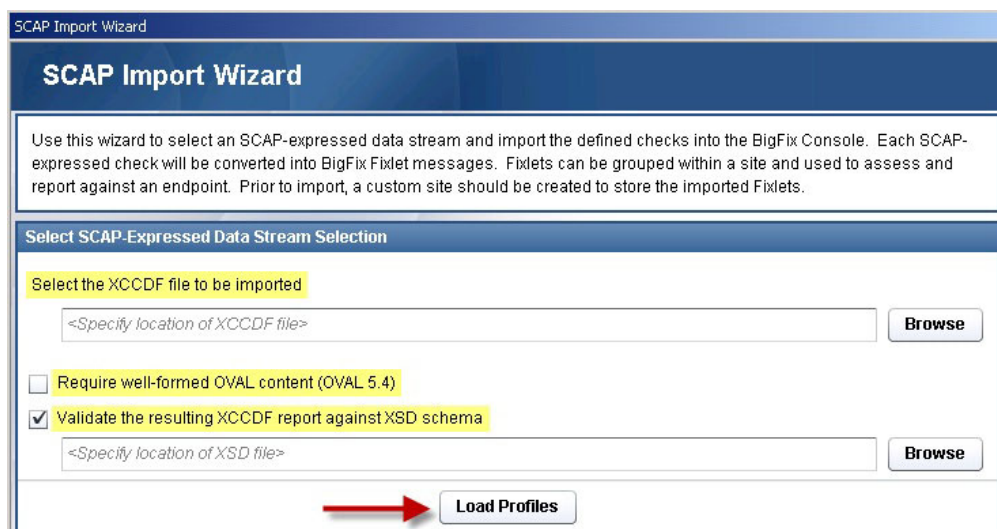 SCAP Import Wizard
SCAP Import Wizard
Use this wizard to select an SCAP-expressed data stream and import the defined checks into the BigFix Console.  Each SCAP-
expressed check will be converted into BigFix Fixlet messages.  Fixlets can be grouped within a site and used to assess and
report against an endpoint.  Prior to import, a custom site should be created to store the imported Fixlets.
Select SCAP-Expressed Data Stream Selection
Select the XCCDF file to be imported
<Specify location of XCCDF file> Browse
Require well-formed OVAL content (OVAL 5.4)
Validate the resulting XCCDF report against XSD schema
<Specify location of XSD file> Browse
Load Profiles